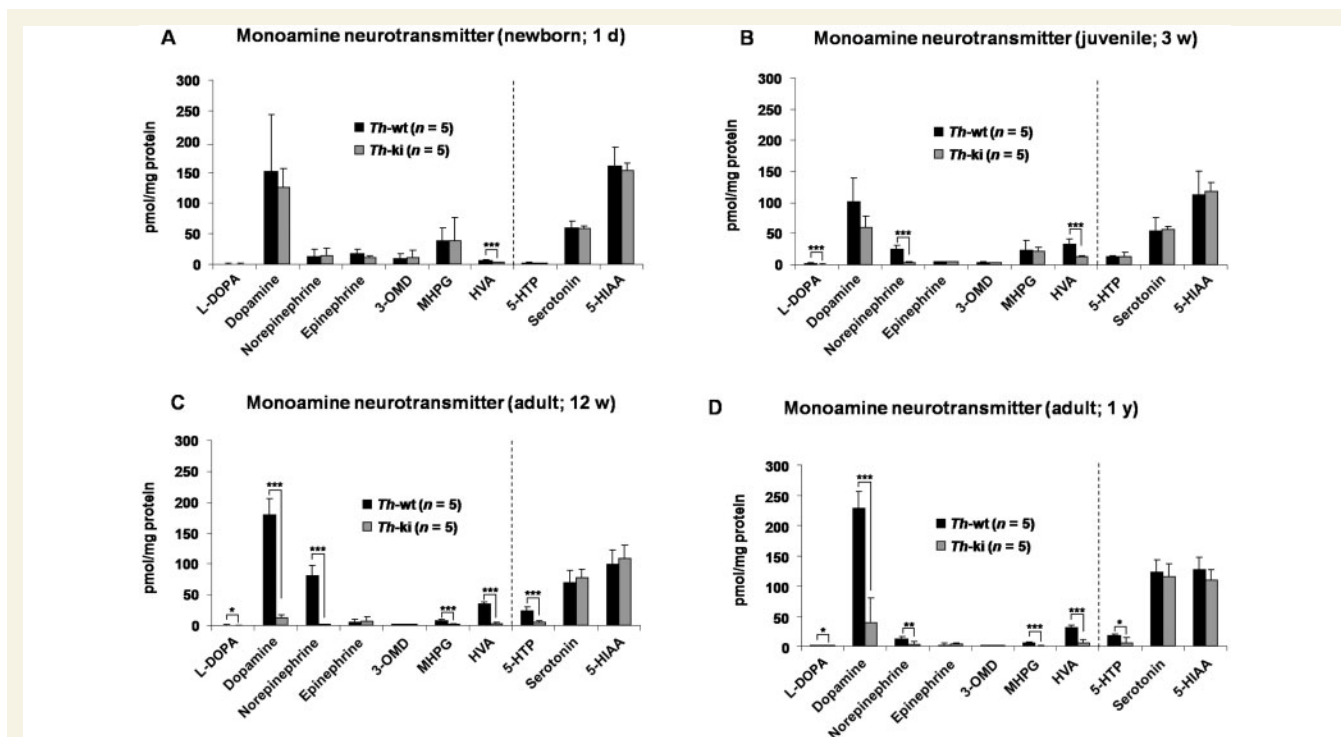 A
Monoamine neurotransmitter (newborn; 1 d)
300
250
200
150
100
50
0
pmol/mg protein
Th-wt (n = 5)
Th-ki (n = 5)
***
L-DOPA
Dopamine
Norepinephrine
Epinephrine
3-OMD
MHPG
HVA
5-HTP
Serotonin
5-HIAA
B
Monoamine neurotransmitter (juvenile; 3 w)
300
250
200
150
100
50
0
pmol/mg protein
Th-wt (n = 5)
Th-ki (n = 5)
***
***
***
L-DOPA
Dopamine
Norepinephrine
Epinephrine
3-OMD
MHPG
HVA
5-HTP
Serotonin
5-HIAA
C
Monoamine neurotransmitter (adult; 12 w)
300
250
200
150
100
50
0
pmol/mg protein
Th-wt (n = 5)
Th-ki (n = 5)
*
***
***
***
***
***
L-DOPA
Dopamine
Norepinephrine
Epinephrine
3-OMD
MHPG
HVA
5-HTP
Serotonin
5-HIAA
D
Monoamine neurotransmitter (adult; 1 y)
300
250
200
150
100
50
0
pmol/mg protein
Th-wt (n = 5)
Th-ki (n = 5)
*
***
**
***
***
*
L-DOPA
Dopamine
Norepinephrine
Epinephrine
3-OMD
MHPG
HVA
5-HTP
Serotonin
5-HIAA